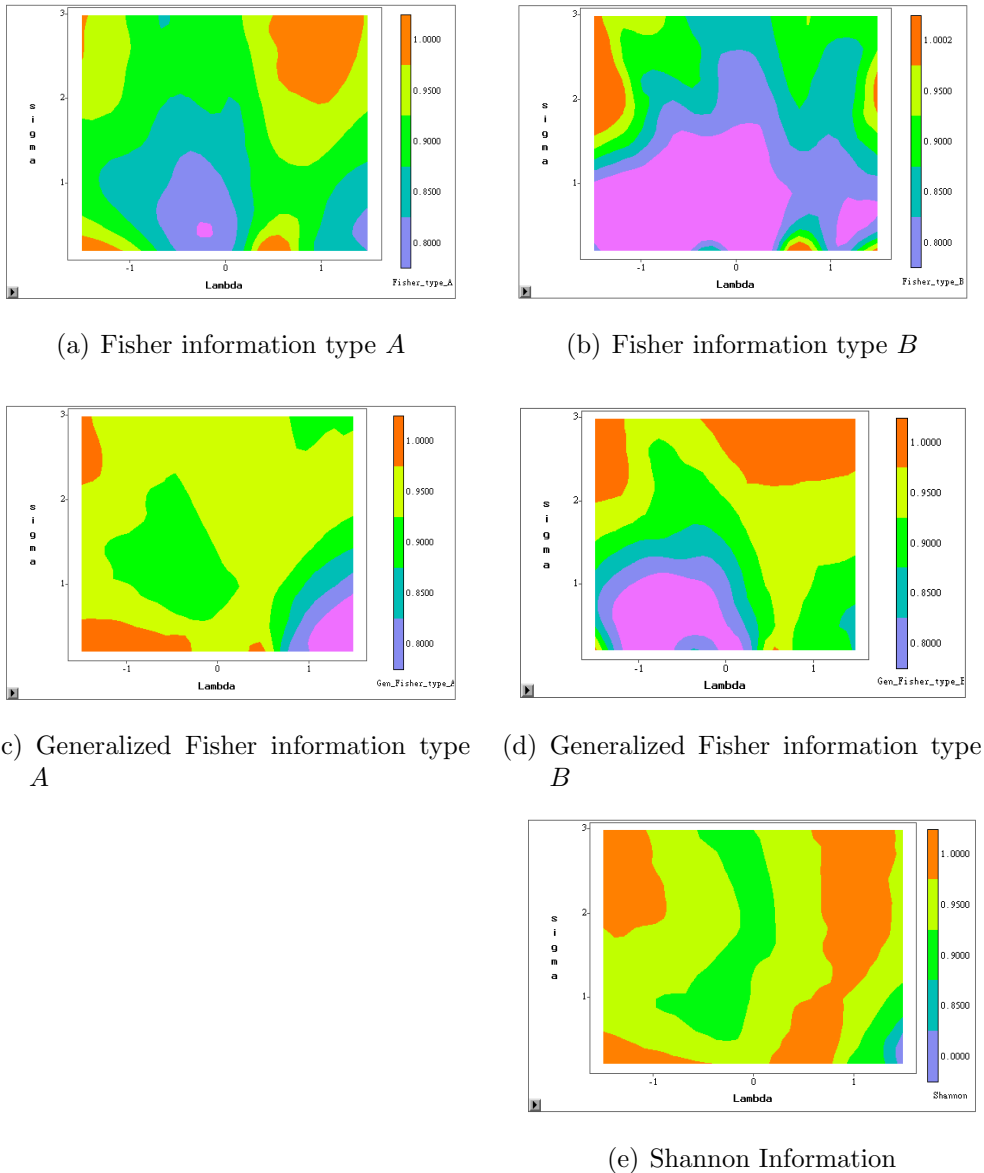 3
2
1
s
i
g
m
a
-1
0
1
Lambda
1.0000
0.9500
0.9000
0.8500
0.8000
Fisher_type_A
(a) Fisher information type A
3
2
1
s
i
g
m
a
-1
0
1
Lambda
1.0002
0.9500
0.9000
0.8500
0.8000
Fisher_type_B
(b) Fisher information type B
3
2
1
s
i
g
m
a
-1
0
1
Lambda
1.0000
0.9500
0.9000
0.8500
0.8000
Gen_Fisher_type_A
c) Generalized Fisher information type
A
3
2
1
s
i
g
m
a
-1
0
1
Lambda
1.0000
0.9500
0.9000
0.8500
0.8000
Gen_Fisher_type_B
(d) Generalized Fisher information type
B
3
2
1
s
i
g
m
a
-1
0
1
Lambda
1.0000
0.9500
0.9000
0.8500
0.0000
Shannon
(e) Shannon Information